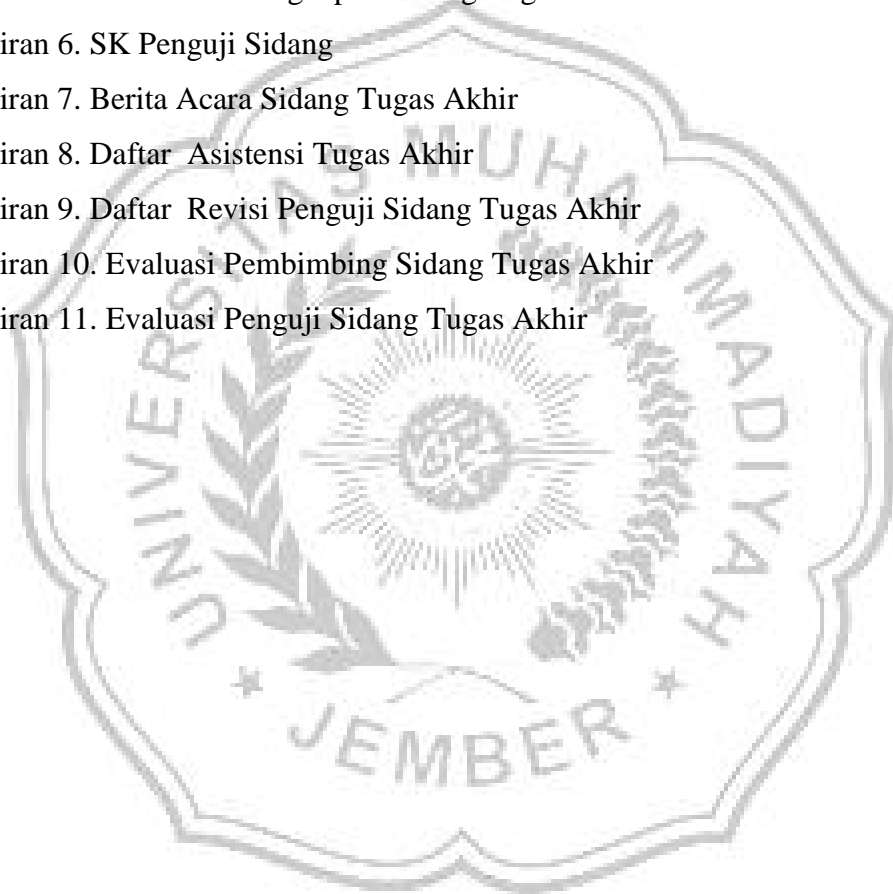 iran 6. SK Penguji Sidang
iran 7. Berita Acara Sidang Tugas Akhir
iran 8. Daftar Asistensi Tugas Akhir
iran 9. Daftar Revisi Penguji Sidang Tugas Akhir
iran 10. Evaluasi Pembimbing Sidang Tugas Akhir
iran 11. Evaluasi Penguji Sidang Tugas Akhir
UNIVERSITAS MUHAMMADIYAH
JEMBER